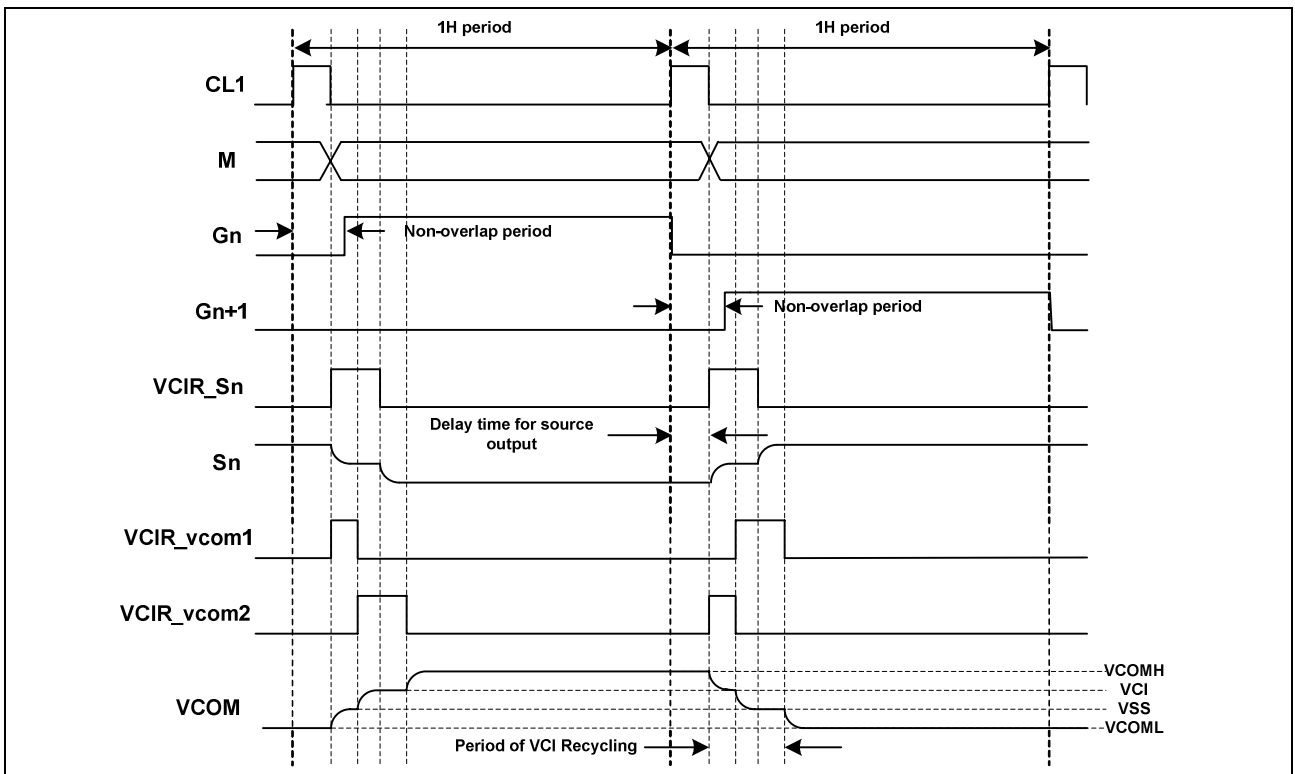 1H period
1H period
CL1
M
Gn
Non-overlap period
Gn+1
Non-overlap period
VCIR_Sn
Delay time for source
output
Sn
VCIR_vcom1
VCIR_vcom2
VCOM
VCOMH
VCI
VSS
VCOML
Period of VCI Recycling